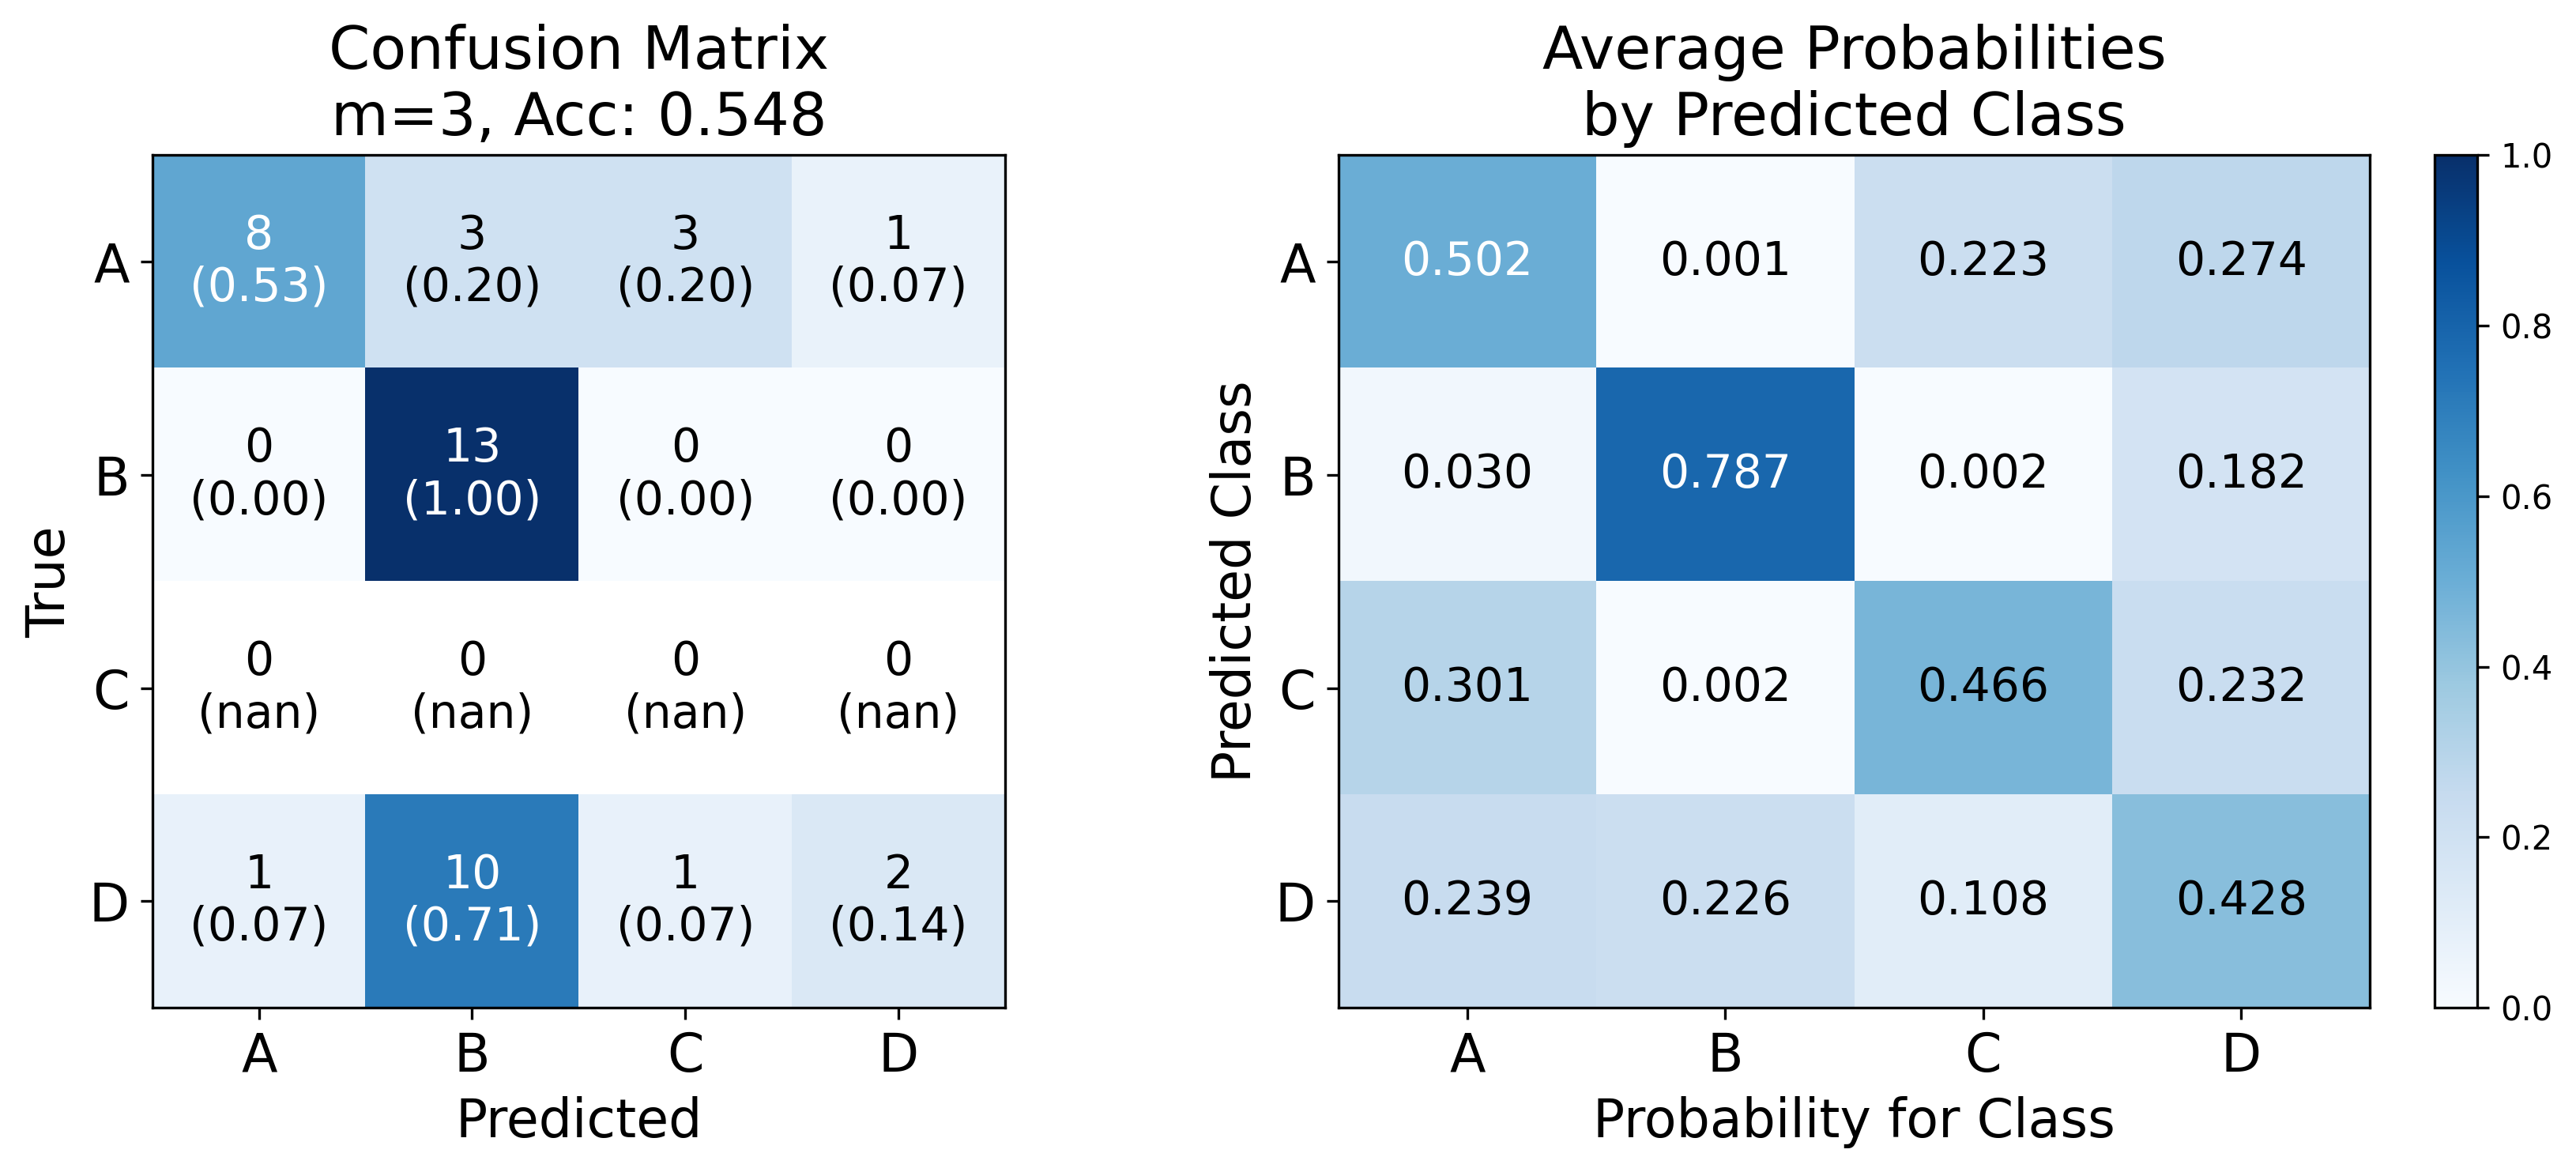 Confusion Matrix
m=3, Acc: 0.548
True
A
8
(0.53)
3
(0.20)
3
(0.20)
1
(0.07)
B
0
(0.00)
13
(1.00)
0
(0.00)
0
(0.00)
C
0
(nan)
0
(nan)
0
(nan)
0
(nan)
D
1
(0.07)
10
(0.71)
1
(0.07)
2
(0.14)
A B C D
Predicted
Average Probabilities
by Predicted Class
Predicted Class
A 0.502 0.001 0.223 0.274
B 0.030 0.787 0.002 0.182
C 0.301 0.002 0.466 0.232
D 0.239 0.226 0.108 0.428
A B C D
Probability for Class
1.0
0.8
0.6
0.4
0.2
0.0